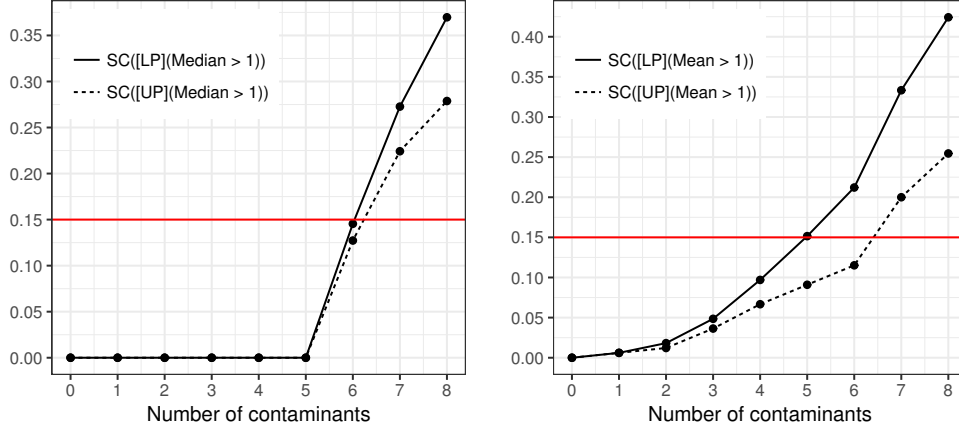 0.35
0.30
0.25
0.20
0.15
0.10
0.05
0.00
SC([LP](Median > 1))
SC([UP](Median > 1))
0 1 2 3 4 5 6 7 8
Number of contaminants
0.40
0.35
0.30
0.25
0.20
0.15
0.10
0.05
0.00
SC([LP](Mean > 1))
SC([UP](Mean > 1))
0 1 2 3 4 5 6 7 8
Number of contaminants